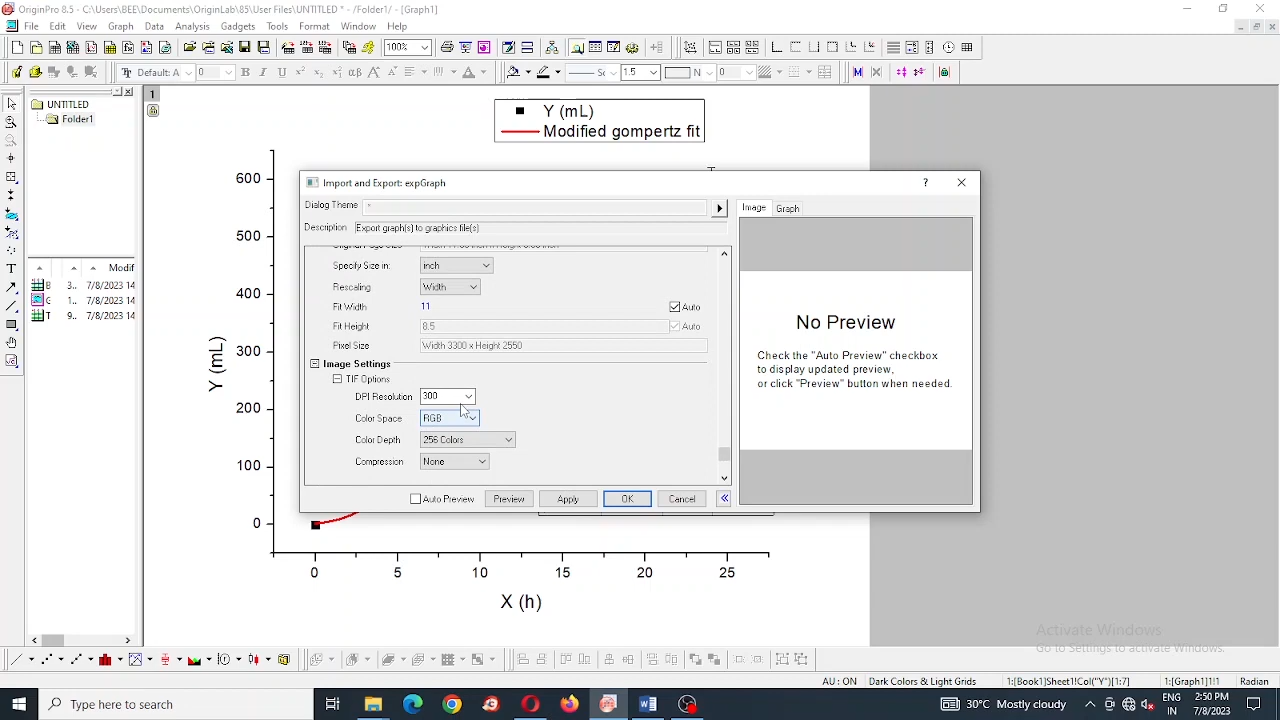 OriginPro 8.5 - C:\Users\BEE\Documents\OriginLab\85\User Files\UNTITLED * - /Folder1/ - [Graph1]
File Edit View Graph Data Analysis Gadgets Tools Format Window Help
100%
Default: A 0 B I U 1.5 N 0
UNTITLED
Folder1
1
Y (mL)
Modified gompertz fit
Modif
B 3.. 7/8/2023 14
G 1.. 7/8/2023 14
T 9.. 7/8/2023 14
600
500
400
300
200
100
0
Y (mL)
0 5 10 15 20 25
X (h)
Import and Export: expGraph
?
Dialog Theme *
Description Export graph(s) to graphics file(s)
Specify Size in: inch
Rescaling Width
Fit Width 11 Auto
Fit Height 8.5 Auto
Pixel Size Width 3300 x Height 2550
Image Settings
TIF Options
DPI Resolution 300
Color Space RGB
Color Depth 256 Colors
Compression None
Auto Preview Preview Apply OK Cancel
Image Graph
No Preview
Check the "Auto Preview" checkbox
to display updated preview,
or click "Preview" button when needed.
Activate Windows
Go to Settings to activate Windows.
AU : ON Dark Colors & Light Grids 1:[Book1]Sheet1!Col("Y")[1:7] 1:[Graph1]1!1 Radian
Type here to search
30°C Mostly cloudy
ENG
IN
2:50 PM
7/8/2023